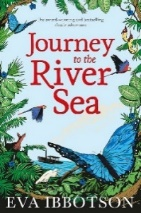 Journey
to the
River
Sea
EVA IBBOTSON